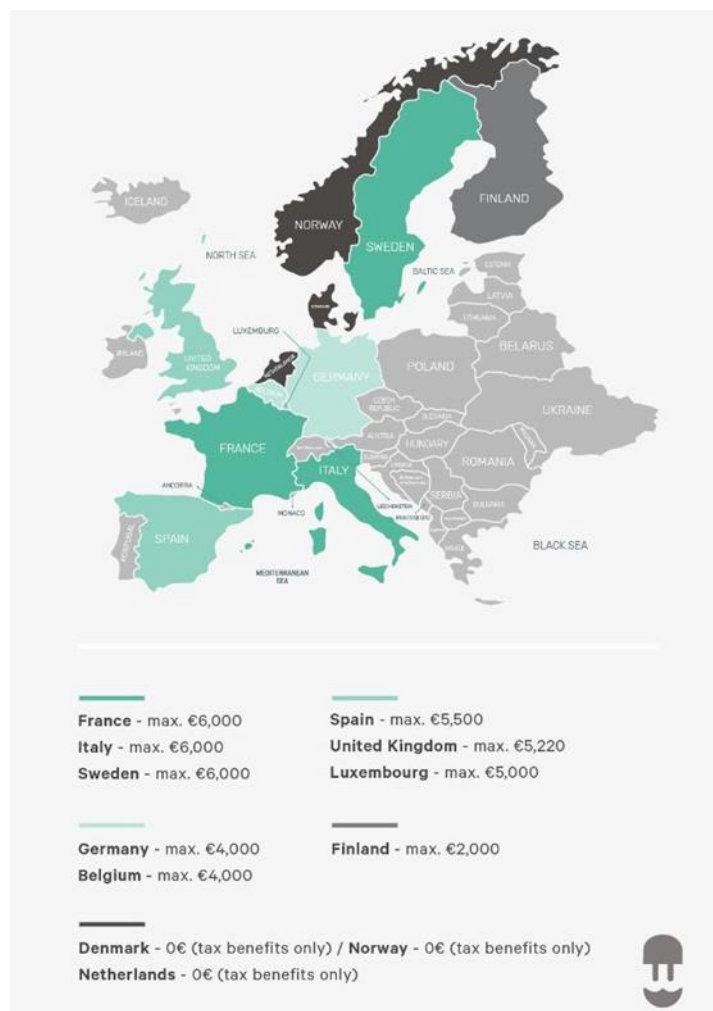 ICELAND
NORWAY
SWEDEN
FINLAND
NORTH SEA
BALTIC SEA
ESTONIA
LATVIA
LITHUANIA
LUXEMBURG
IRELAND
UNITED
KINGDOM
NETHERLANDS
GERMANY
POLAND
BELARUS
CZECH
REPUBLIC
SLOVAKIA
UKRAINE
FRANCE
AUSTRIA
HUNGARY
ITALY
ROMANIA
ANDORRA
MONACO
SERBIA
PORTUGAL
SPAIN
BLACK SEA
MEDITERRANEAN
SEA
France - max. €6,000
Italy - max. €6,000
Sweden - max. €6,000
Spain - max. €5,500
United Kingdom - max. €5,220
Luxembourg - max. €5,000
Germany - max. €4,000
Belgium - max. €4,000
Finland - max. €2,000
Denmark - 0€ (tax benefits only) / Norway - 0€ (tax benefits only)
Netherlands - 0€ (tax benefits only)